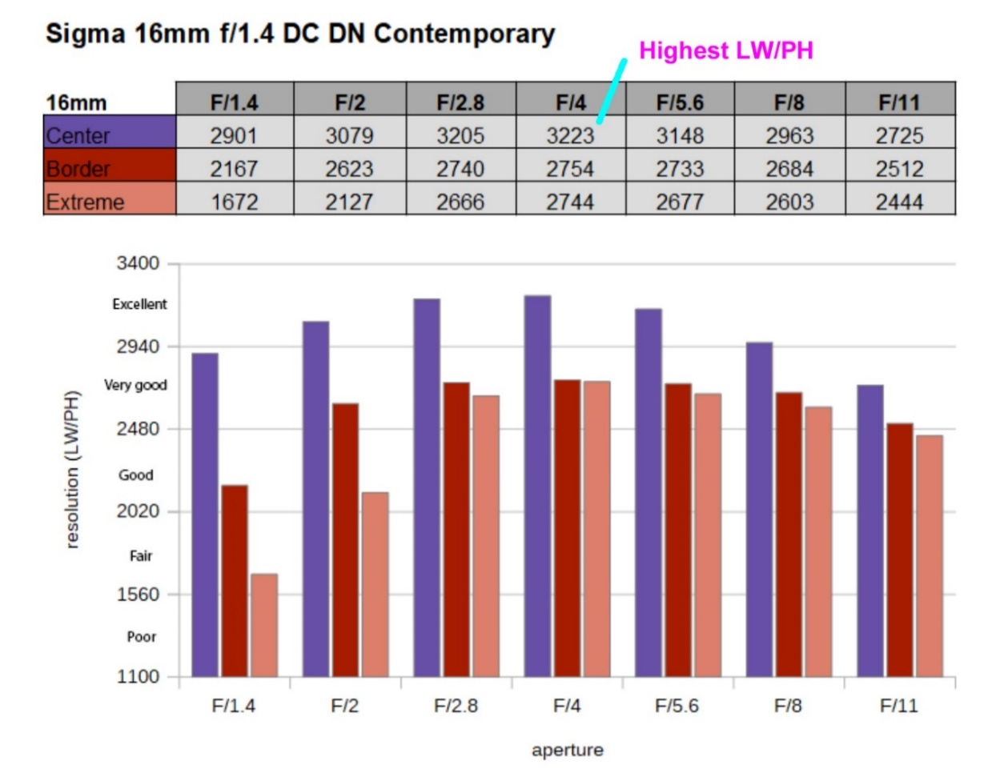 Sigma 16mm f/1.4 DC DN Contemporary
Highest LW/PH
16mm F/1.4 F/2 F/2.8 F/4 F/5.6 F/8 F/11
Center 2901 3079 3205 3223 3148 2963 2725
Border 2167 2623 2740 2754 2733 2684 2512
Extreme 1672 2127 2666 2744 2677 2603 2444
3400
Excellent
2940
Very good
2480
Good
2020
Fair
1560
Poor
1100
resolution (LW/PH)
F/1.4 F/2 F/2.8 F/4 F/5.6 F/8 F/11
aperture